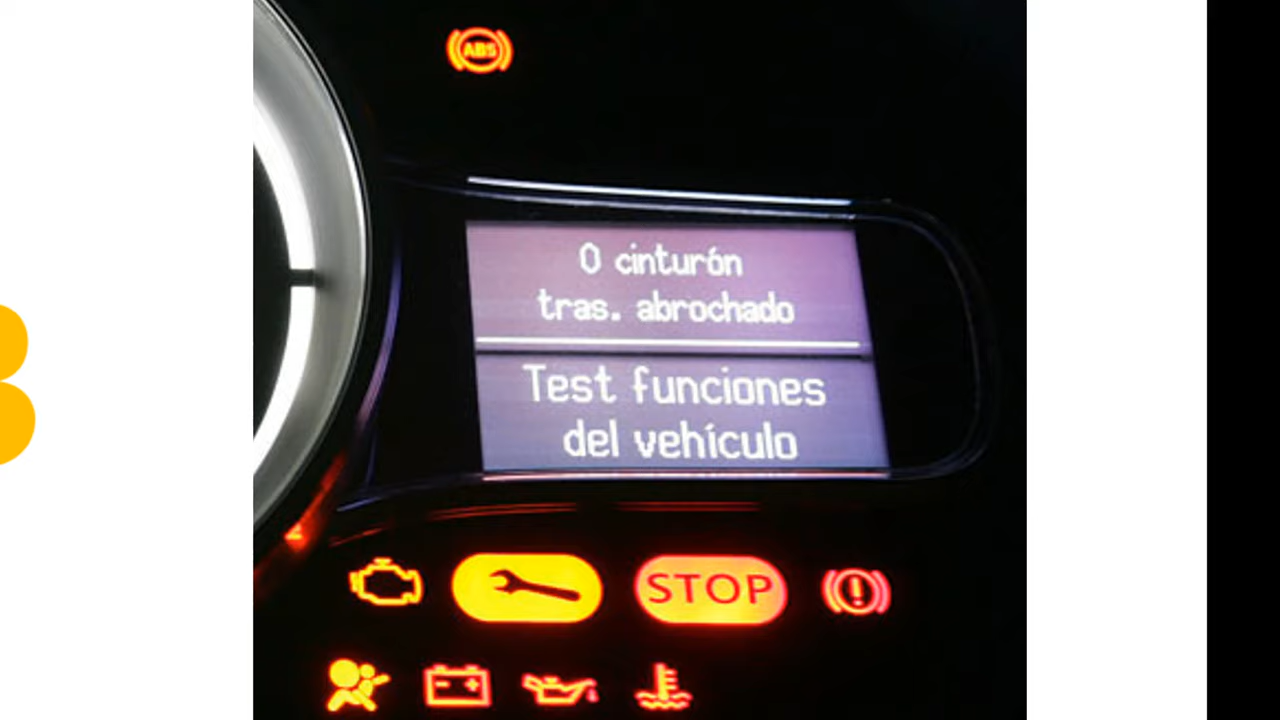 ABS
0 cinturón
tras. abrochado
Test funciones
del vehículo
STOP